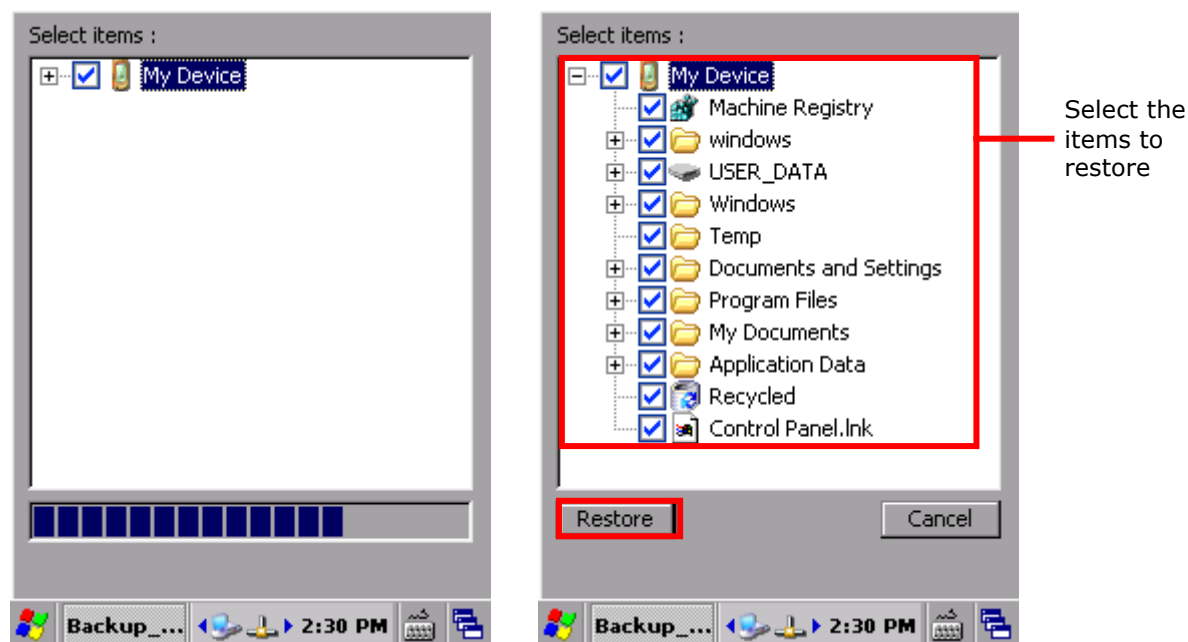 Select items :
My Device
Backup_...
2:30 PM
Select items :
My Device
Machine Registry
windows
USER_DATA
Windows
Temp
Documents and Settings
Program Files
My Documents
Application Data
Recycled
Control Panel.lnk
Restore
Cancel
Backup_...
2:30 PM
Select the
items to
restore